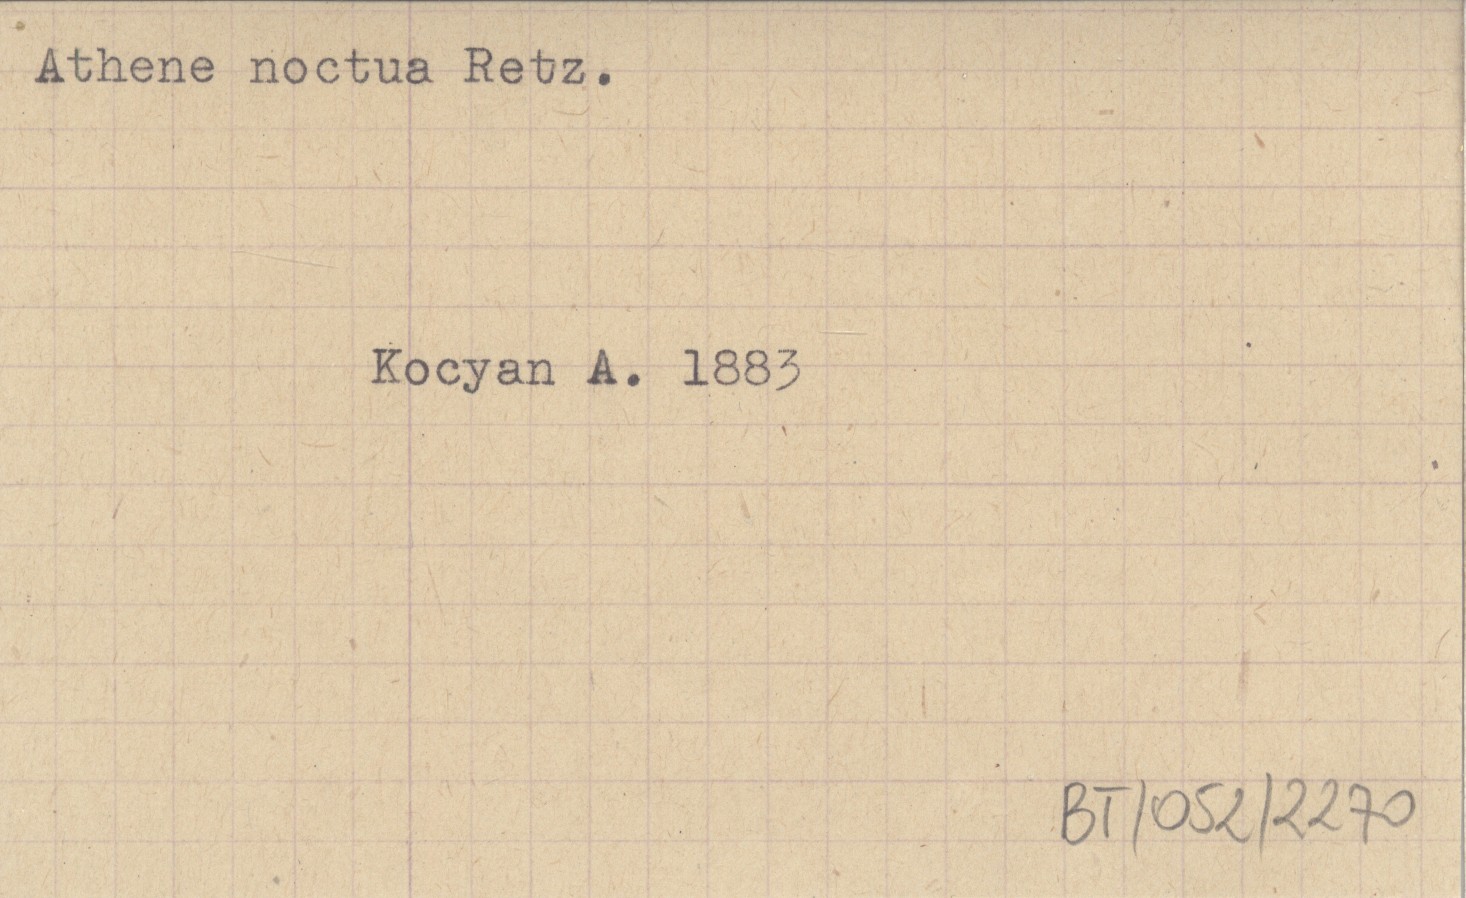 Athene noctua Retz.
Kocyan A. 1883
BT/052/2270